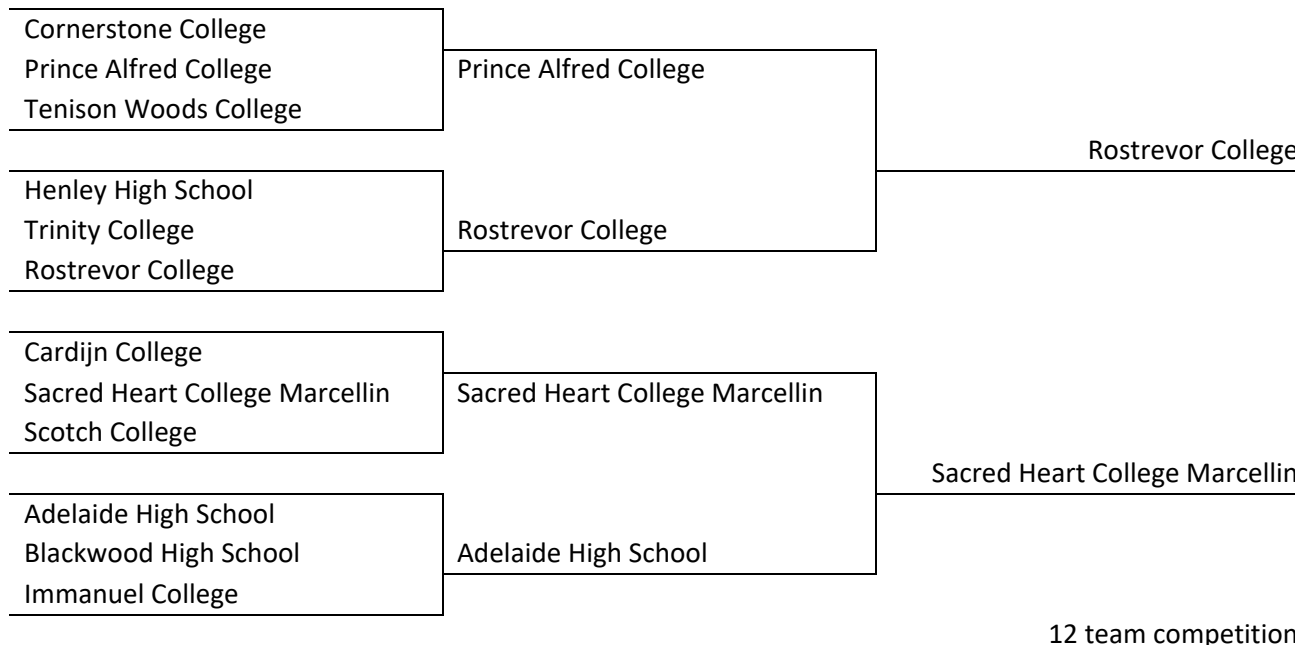 Cornerstone College
Prince Alfred College
Tenison Woods College
Prince Alfred College
Henley High School
Trinity College
Rostrevor College
Rostrevor College
Rostrevor College
Cardijn College
Sacred Heart College Marcellin
Scotch College
Sacred Heart College Marcellin
Adelaide High School
Blackwood High School
Immanuel College
Adelaide High School
Sacred Heart College Marcellin
12 team competition